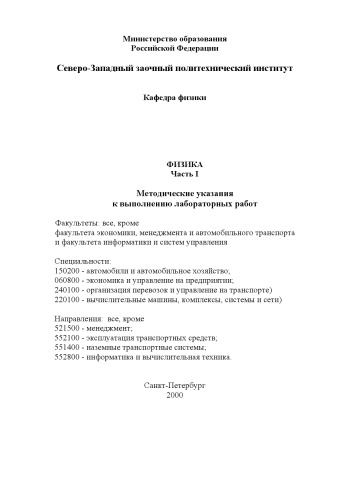 Министерство образования
Российской Федерации
Северо-Западный заочный политехнический институт
Кафедра физики
ФИЗИКА
Часть I
Методические указания
к выполнению лабораторных работ
Факультеты: все, кроме
факультета экономики, менеджмента и автомобильного транспорта
и факультета информатики и систем управления
Специальности:
150200 - автомобили и автомобильное хозяйство;
060800 - экономика и управление на предприятии;
240100 - организация перевозок и управление на транспорте)
220100 - вычислительные машины, комплексы, системы и сети)
Направления: все, кроме
521500 - менеджмент;
552100 - эксплуатация транспортных средств;
551400 - наземные транспортные системы;
552800 - информатика и вычислительная техника.
Санкт-Петербург
2000